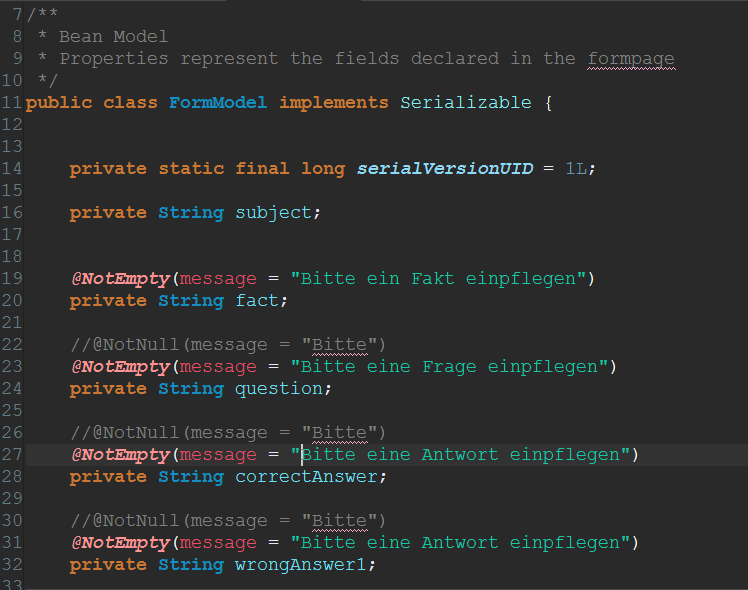 7 /**
8  * Bean Model
9  * Properties represent the fields declared in the formpage
10  */
11 public class FormModel implements Serializable {
12
13
14     private static final long serialVersionUID = 1L;
15
16     private String subject;
17
18
19     @NotEmpty(message = "Bitte ein Fakt einpflegen")
20     private String fact;
21
22     //@NotNull(message = "Bitte")
23     @NotEmpty(message = "Bitte eine Frage einpflegen")
24     private String question;
25
26     //@NotNull(message = "Bitte")
27     @NotEmpty(message = "Bitte eine Antwort einpflegen")
28     private String correctAnswer;
29
30     //@NotNull(message = "Bitte")
31     @NotEmpty(message = "Bitte eine Antwort einpflegen")
32     private String wrongAnswer1;
33